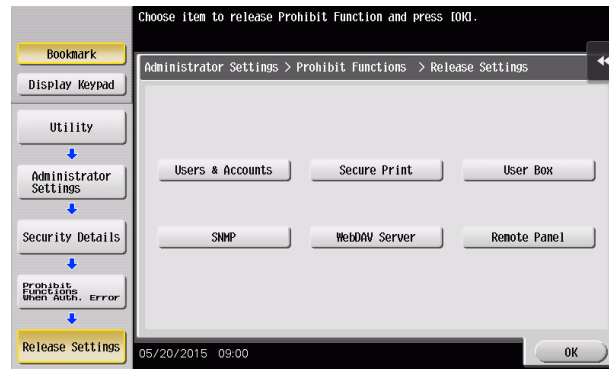 Choose item to release Prohibit Function and press [OK].
Bookmark
Display Keypad
Utility
Administrator
Settings
Security Details
Prohibit
Functions
When Auth. Error
Release Settings
Administrator Settings > Prohibit Functions > Release Settings
Users & Accounts
Secure Print
User Box
SNMP
WebDAV Server
Remote Panel
05/20/2015 09:00
OK